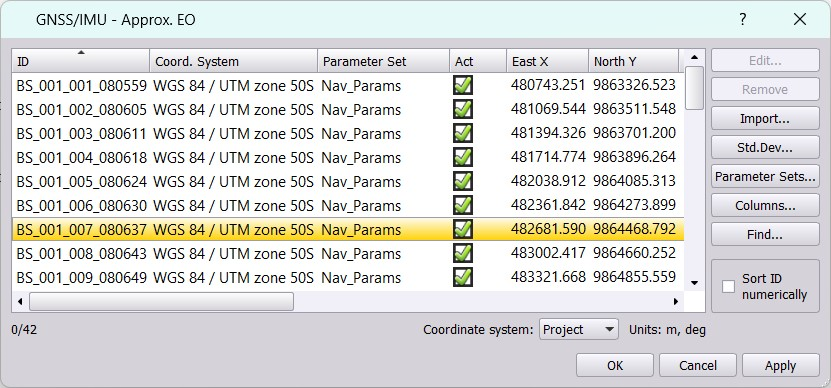 GNSS/IMU - Approx. EO
ID Coord. System Parameter Set Act East X North Y
BS_001_001_080559 WGS 84 / UTM zone 50S Nav_Params 480743.251 9863326.523
BS_001_002_080605 WGS 84 / UTM zone 50S Nav_Params 481069.544 9863511.548
BS_001_003_080611 WGS 84 / UTM zone 50S Nav_Params 481394.326 9863701.200
BS_001_004_080618 WGS 84 / UTM zone 50S Nav_Params 481714.774 9863896.264
BS_001_005_080624 WGS 84 / UTM zone 50S Nav_Params 482038.912 9864085.313
BS_001_006_080630 WGS 84 / UTM zone 50S Nav_Params 482361.842 9864273.899
BS_001_007_080637 WGS 84 / UTM zone 50S Nav_Params 482681.590 9864468.792
BS_001_008_080643 WGS 84 / UTM zone 50S Nav_Params 483002.417 9864660.252
BS_001_009_080649 WGS 84 / UTM zone 50S Nav_Params 483321.668 9864855.559
Edit...
Remove
Import...
Std.Dev...
Parameter Sets...
Columns...
Find...
Sort ID
numerically
0/42 Coordinate system: Project Units: m, deg
OK Cancel Apply